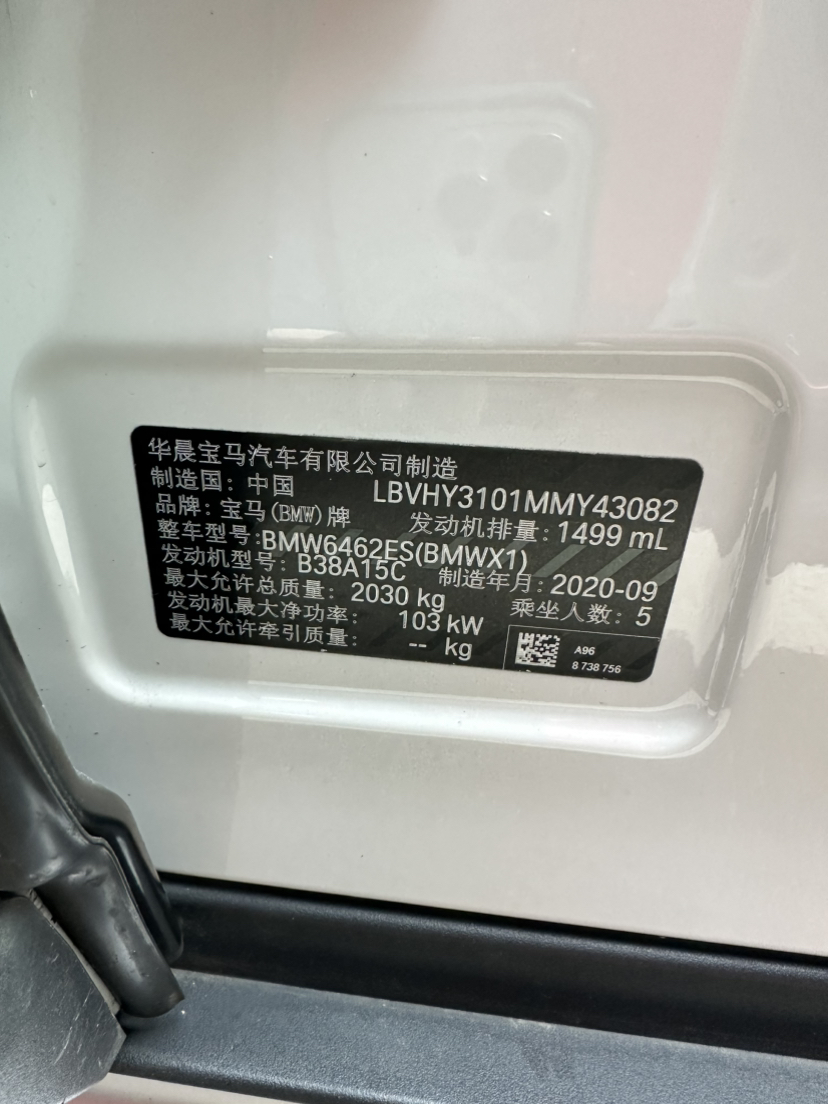 华晨宝马汽车有限公司制造
制造国: 中国 LBVHY3101MMY43082
品牌: 宝马(BMW)牌 发动机排量: 1499 mL
整车型号: BMW6462ES(BMWX1)
发动机型号: B38A15C 制造年月: 2020-09
最大允许总质量: 2030 kg 乘坐人数: 5
发动机最大净功率: 103 kW
最大允许牵引质量: -- kg
A96
8 738 756